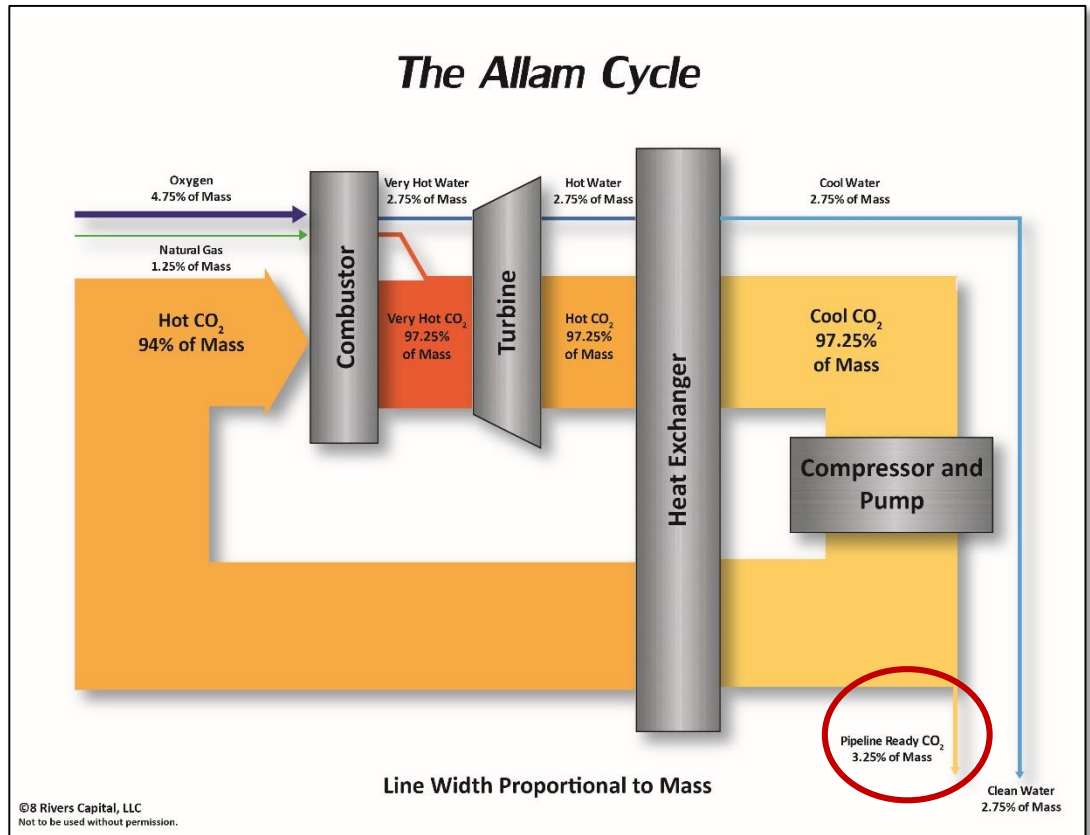 The Allam Cycle
Oxygen
4.75% of Mass
Natural Gas
1.25% of Mass
Hot CO₂
94% of Mass
Combustor
Very Hot Water
2.75% of Mass
Very Hot CO₂
97.25%
of Mass
Turbine
Hot Water
2.75% of Mass
Hot CO₂
97.25%
of Mass
Heat Exchanger
Cool Water
2.75% of Mass
Cool CO₂
97.25%
of Mass
Compressor and
Pump
Pipeline Ready CO₂
3.25% of Mass
Clean Water
2.75% of Mass
Line Width Proportional to Mass
©8 Rivers Capital, LLC
Not to be used without permission.